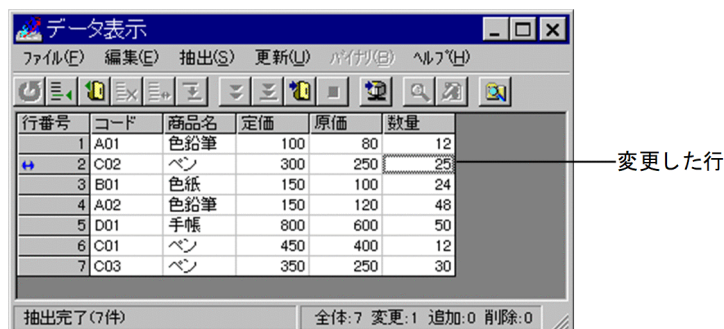 データ表示
ファイル(F) 編集(E) 抽出(S) 更新(U) バイナリ(B) ヘルプ(H)
行番号 コード 商品名 定価 原価 数量
1 A01 色鉛筆 100 80 12
2 C02 ペン 300 250 25
変更した行
3 B01 色紙 150 100 24
4 A02 色鉛筆 150 120 48
5 D01 手帳 800 600 50
6 C01 ペン 450 400 12
7 C03 ペン 350 250 30
抽出完了(7件) 全体:7 変更:1 追加:0 削除:0